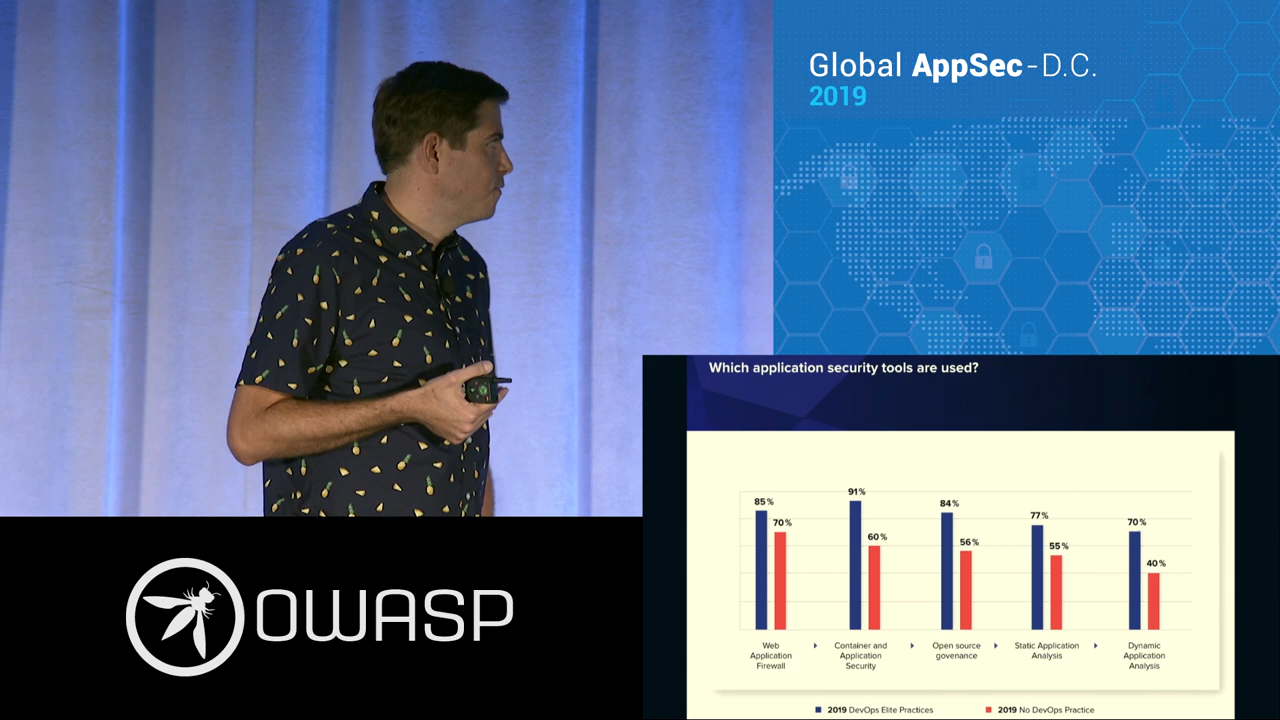 Global AppSec - D.C.
2019
Which application security tools are used?
85%
70%
91%
60%
84%
56%
77%
55%
70%
40%
Web
Application
Firewall
Container and
Application
Security
Open source
govenance
Static Application
Analysis
Dynamic
Application
Analysis
2019 DevOps Elite Practices
2019 No DevOps Practice
OWASP